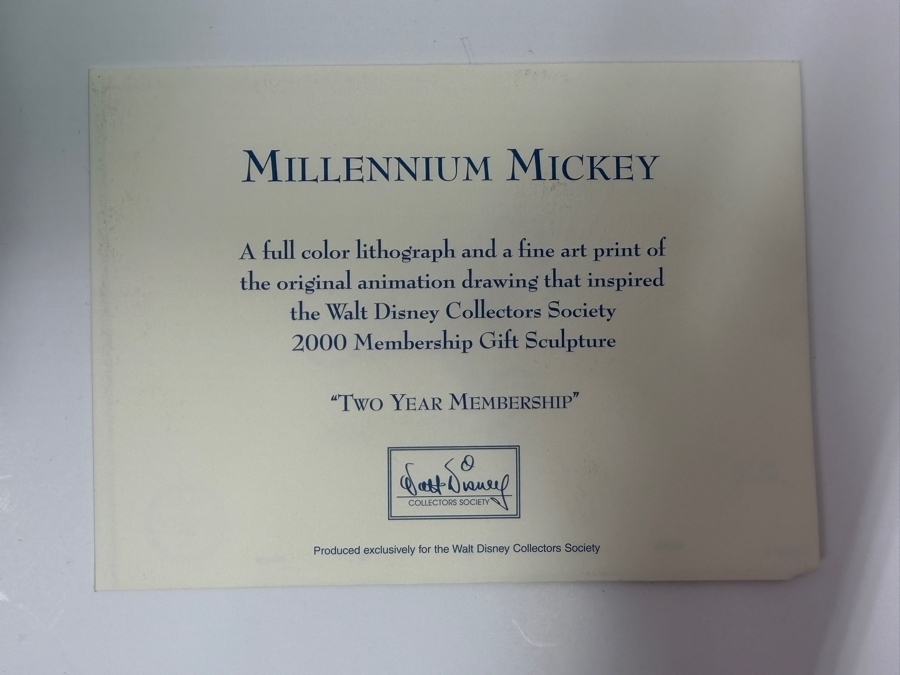 MILLENNIUM MICKEY
A full color lithograph and a fine art print of
the original animation drawing that inspired
the Walt Disney Collectors Society
2000 Membership Gift Sculpture
"TWO YEAR MEMBERSHIP"
Walt Disney
COLLECTORS SOCIETY
Produced exclusively for the Walt Disney Collectors Society